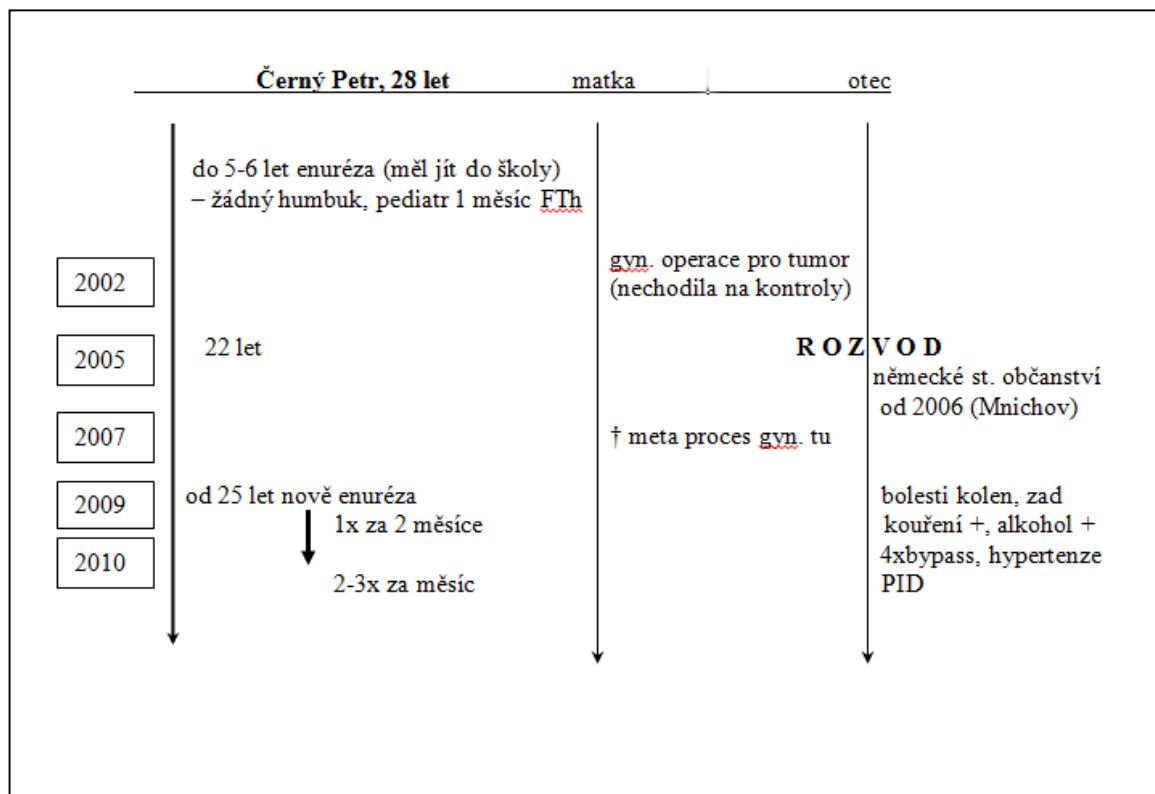 Černý Petr, 28 let matka otec
do 5-6 let enuréza (měl jít do školy)
– žádný humbuk, pediatr 1 měsíc FTh
2002
gyn. operace pro tumor
(nechodila na kontroly)
2005
22 let
R O Z V O D
německé st. občanství
od 2006 (Mnichov)
2007
† meta proces gyn. tu
2009
od 25 let nově enuréza
1x za 2 měsíce
2010
2-3x za měsíc
bolesti kolen, zad
kouření +, alkohol +
4xbypass, hypertenze
PID